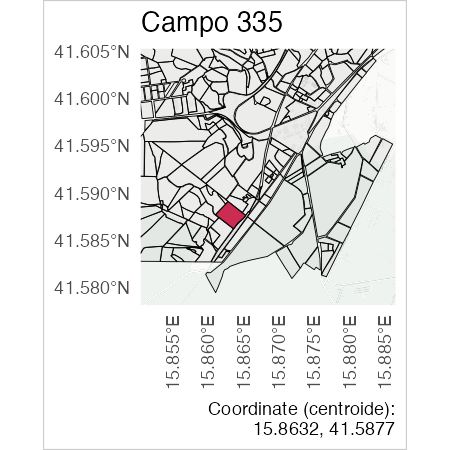 Campo 335
41.605°N
41.600°N
41.595°N
41.590°N
41.585°N
41.580°N
15.855°E
15.860°E
15.865°E
15.870°E
15.875°E
15.880°E
15.885°E
Coordinate (centroide):
15.8632, 41.5877